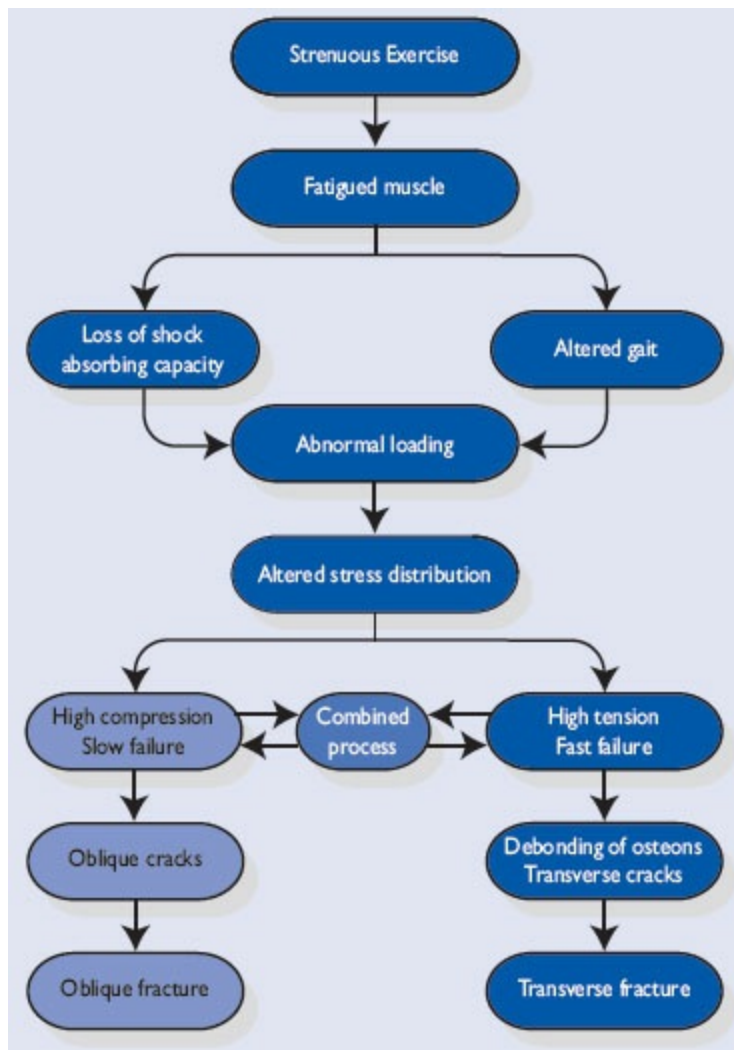 Strenuous Exercise
Fatigued muscle
Loss of shock
absorbing capacity
Altered gait
Abnormal loading
Altered stress distribution
High compression
Slow failure
Combined
process
High tension
Fast failure
Oblique cracks
Debonding of osteons
Transverse cracks
Oblique fracture
Transverse fracture